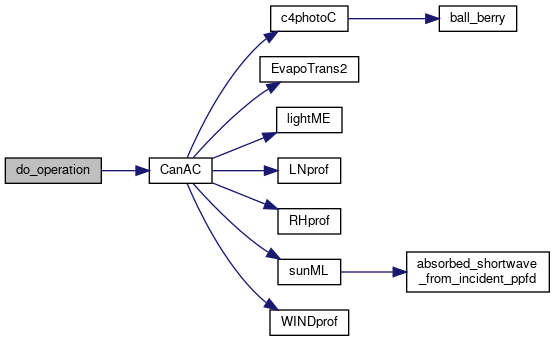 do_operation
CanAC
c4photoC
ball_berry
EvapoTrans2
lightME
LNprof
RHprof
sunML
absorbed_shortwave
_from_incident_ppfd
WINDprof